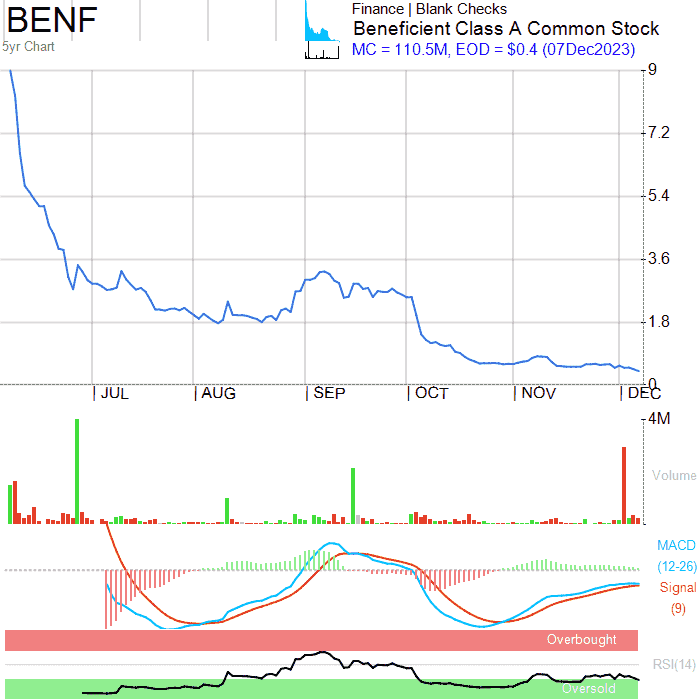 BENF
5yr Chart
Finance | Blank Checks
Beneficient Class A Common Stock
MC = 110.5M, EOD = $0.4 (07Dec2023)
9
7.2
5.4
3.6
1.8
0
JUL AUG SEP OCT NOV DEC
4M
Volume
MACD
(12-26)
Signal
(9)
Overbought
RSI(14)
Oversold